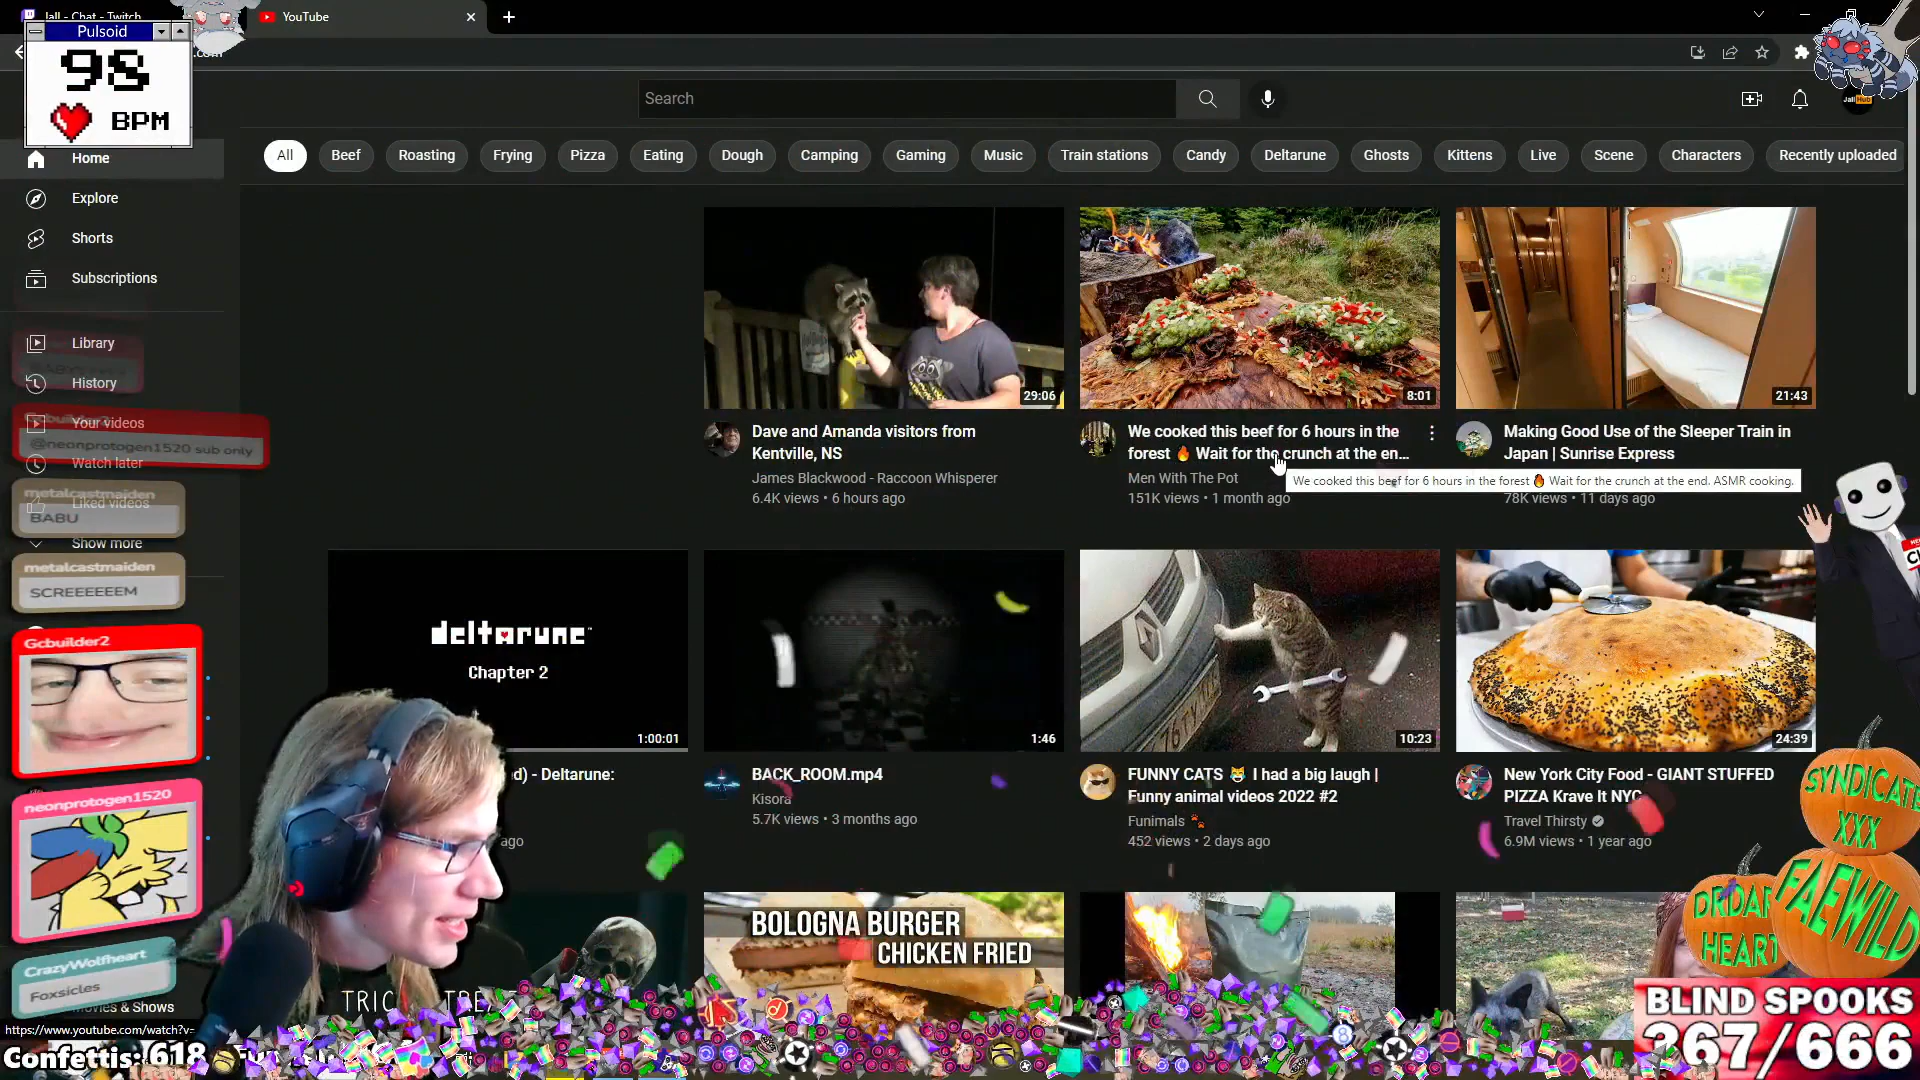 Jall - Chat - Twitch
YouTube
Pulsoid
98
BPM
.com
Search
Jall Hub
Home
Explore
Shorts
Subscriptions
Library
History
Your videos
Watch later
Liked videos
Show more
Movies & Shows
All
Beef
Roasting
Frying
Pizza
Eating
Dough
Camping
Gaming
Music
Train stations
Candy
Deltarune
Ghosts
Kittens
Live
Scene
Characters
Recently uploaded
29:06
Dave and Amanda visitors from
Kentville, NS
James Blackwood - Raccoon Whisperer
6.4K views • 6 hours ago
8:01
We cooked this beef for 6 hours in the
forest 🔥 Wait for the crunch at the en...
Men With The Pot
151K views • 1 month ago
We cooked this beef for 6 hours in the forest 🔥 Wait for the crunch at the end. ASMR cooking.
21:43
Making Good Use of the Sleeper Train in
Japan | Sunrise Express
78K views • 11 days ago
@neonprotogen1520 sub only
metalcastmaiden
BABU
metalcastmaiden
SCREEEEEEM
Gcbuilder2
neonprotogen1520
CrazyWolfheart
Foxsicles
deltarune™
Chapter 2
1:00:01
d) - Deltarune:
ago
1:46
BACK_ROOM.mp4
Kisora
5.7K views • 3 months ago
10:23
FUNNY CATS 😹 I had a big laugh |
Funny animal videos 2022 #2
Funimals 🐾
452 views • 2 days ago
24:39
New York City Food - GIANT STUFFED
PIZZA Krave It NYC
Travel Thirsty
6.9M views • 1 year ago
BOLOGNA BURGER
CHICKEN FRIED
SYNDICATE
XXX
FAEWILD
HEART
BLIND SPOOKS
267/666
https://www.youtube.com/watch?v=
Confettis: 618